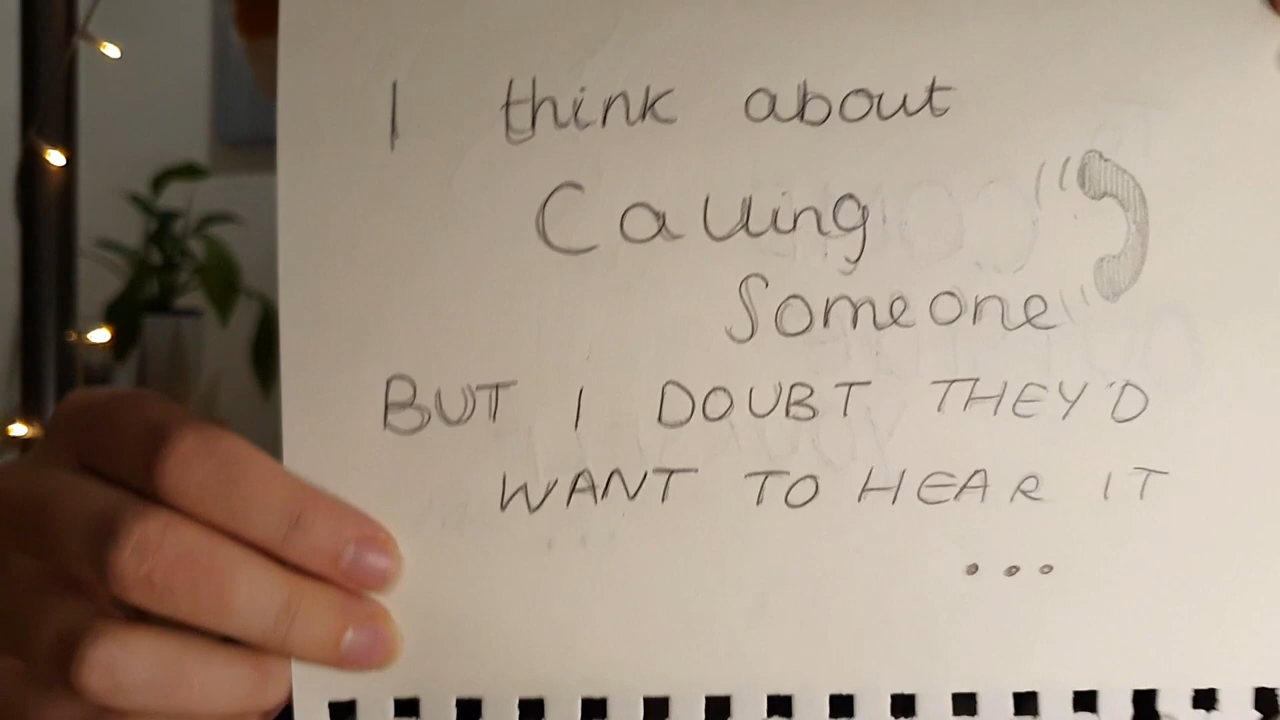 I think about
Calling
Someone
BUT I DOUBT THEY'D
WANT TO HEAR IT
...